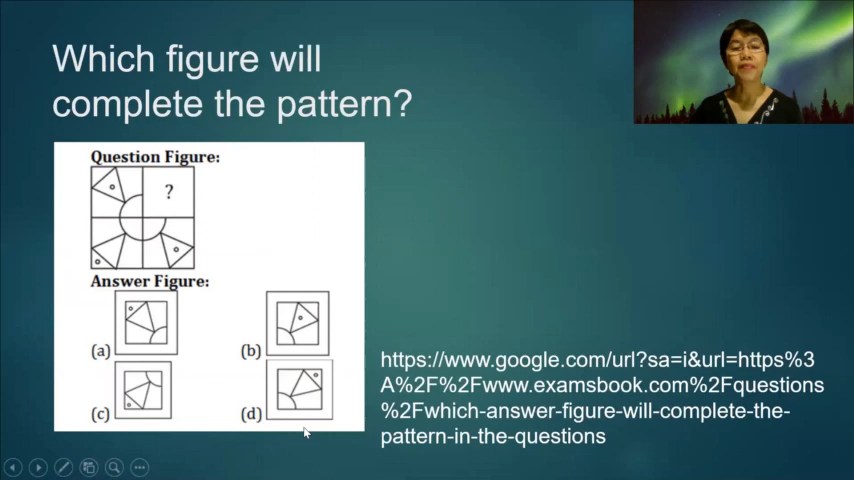 Which figure will
complete the pattern?
Question Figure:
?
Answer Figure:
(a)
(b)
(c)
(d)
https://www.google.com/url?sa=i&url=https%3
A%2F%2Fwww.examsbook.com%2Fquestions
%2Fwhich-answer-figure-will-complete-the-
pattern-in-the-questions